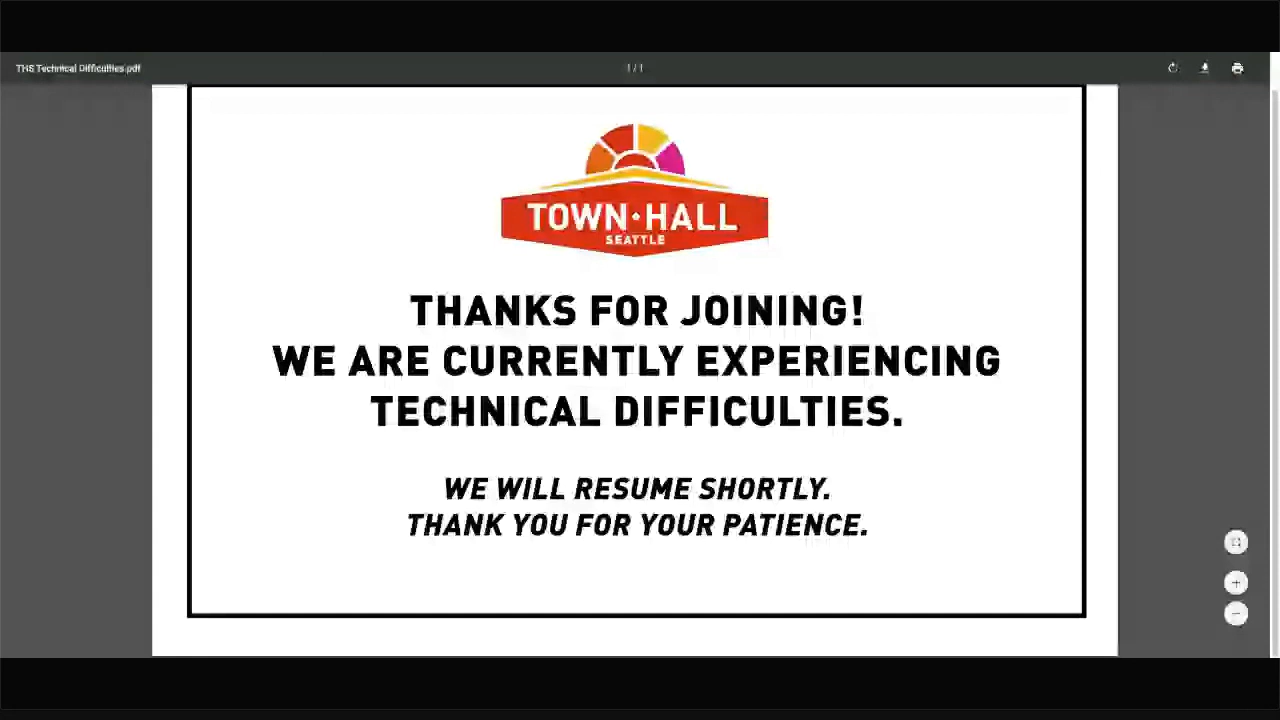 THS Technical Difficulties.pdf
1 / 1
TOWN·HALL
SEATTLE
THANKS FOR JOINING!
WE ARE CURRENTLY EXPERIENCING
TECHNICAL DIFFICULTIES.
WE WILL RESUME SHORTLY.
THANK YOU FOR YOUR PATIENCE.